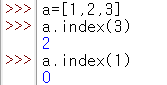 >>> a=[1,2,3]
>>> a.index(3)
2
>>> a.index(1)
0